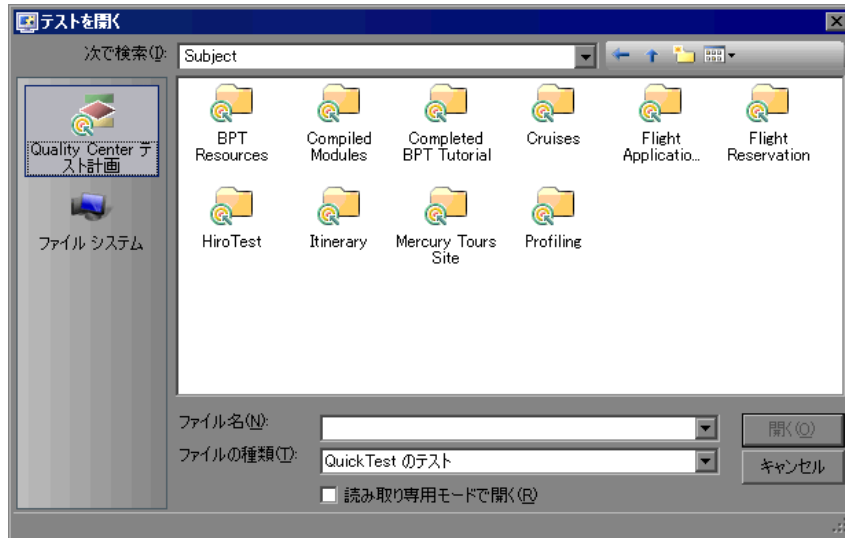 テストを開く
次で検索(I):
Subject
Quality Center テ
スト計画
ファイル システム
BPT
Resources
Compiled
Modules
Completed
BPT Tutorial
Cruises
Flight
Applicatio...
Flight
Reservation
HiroTest
Itinerary
Mercury Tours
Site
Profiling
ファイル名(N):
ファイルの種類(T):
QuickTest のテスト
読み取り専用モードで開く(R)
開く(O)
キャンセル